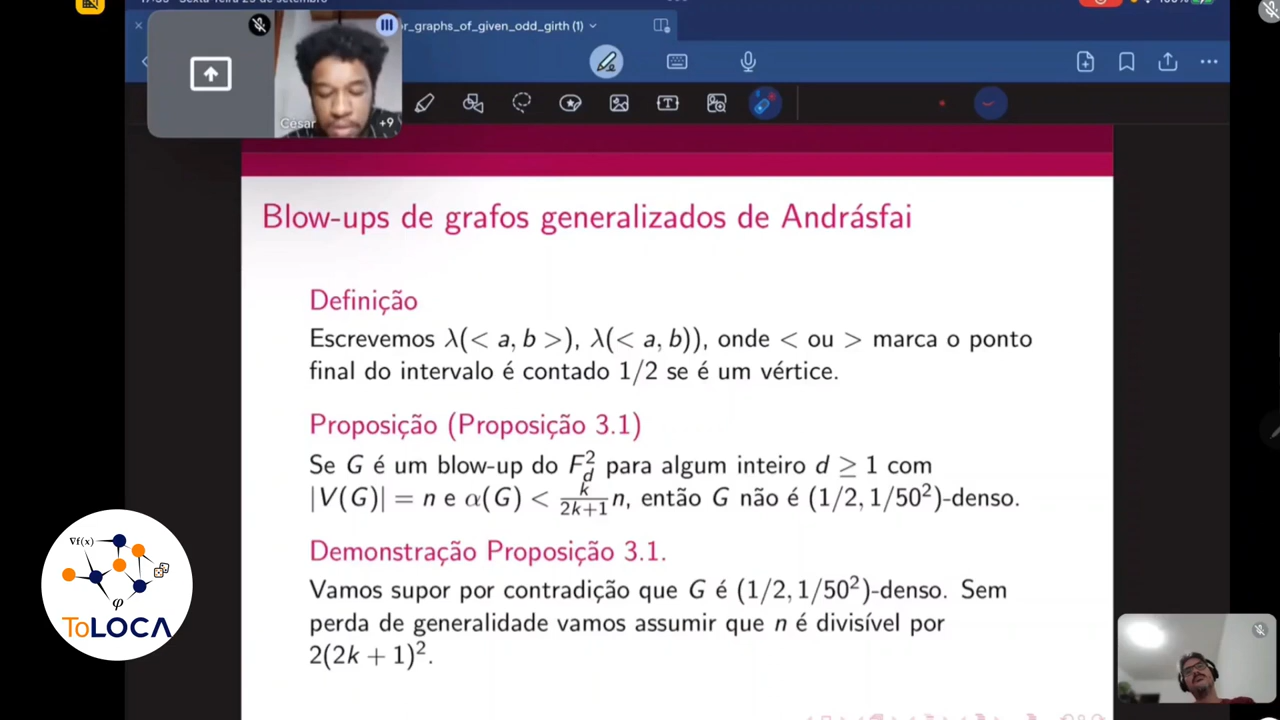 r_graphs_of_given_odd_girth (1)
Cesar
+9
Blow-ups de grafos generalizados de Andrásfai
Definição
Escrevemos λ(< a, b >), λ(< a, b)), onde < ou > marca o ponto
final do intervalo é contado 1/2 se é um vértice.
Proposição (Proposição 3.1)
Se G é um blow-up do F_d^2 para algum inteiro d ≥ 1 com
|V(G)| = n e α(G) < k/(2k+1) n, então G não é (1/2, 1/50²)-denso.
Demonstração Proposição 3.1.
Vamos supor por contradição que G é (1/2, 1/50²)-denso. Sem
perda de generalidade vamos assumir que n é divisível por
2(2k + 1)².
∇f(x)
φ
ToLOCA